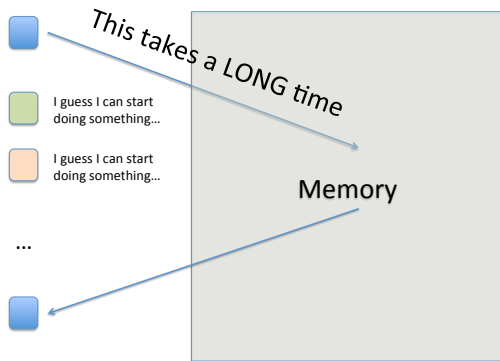 This takes a LONG time
I guess I can start
doing something...
I guess I can start
doing something...
Memory
...